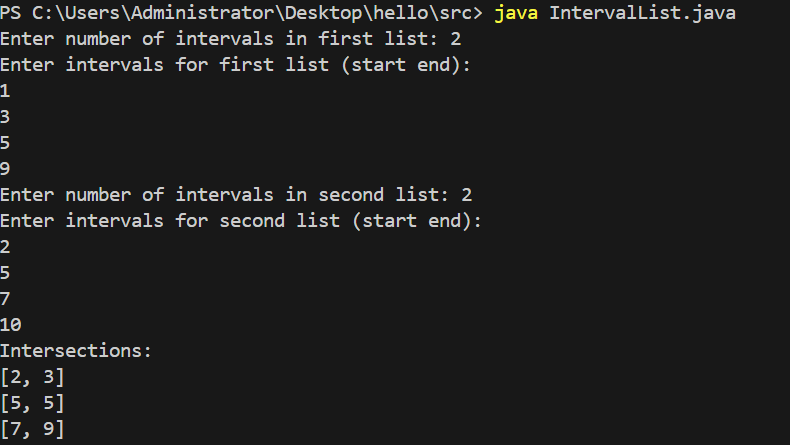 PS C:\Users\Administrator\Desktop\hello\src> java IntervalList.java
Enter number of intervals in first list: 2
Enter intervals for first list (start end):
1
3
5
9
Enter number of intervals in second list: 2
Enter intervals for second list (start end):
2
5
7
10
Intersections:
[2, 3]
[5, 5]
[7, 9]